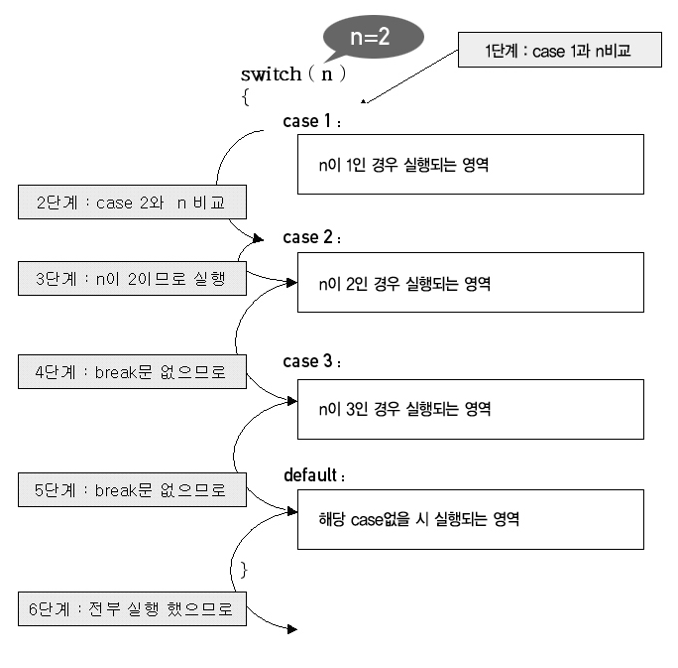 n=2
1단계 : case 1과 n비교
switch ( n )
{
case 1 :
n이 1인 경우 실행되는 영역
2단계 : case 2와 n 비교
case 2 :
3단계 : n이 2이므로 실행
n이 2인 경우 실행되는 영역
case 3 :
4단계 : break문 없으므로
n이 3인 경우 실행되는 영역
default :
5단계 : break문 없으므로
해당 case없을 시 실행되는 영역
}
6단계 : 전부 실행 했으므로